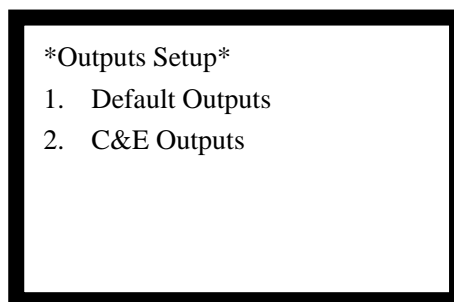 *Outputs Setup*
1. Default Outputs
2. C&E Outputs